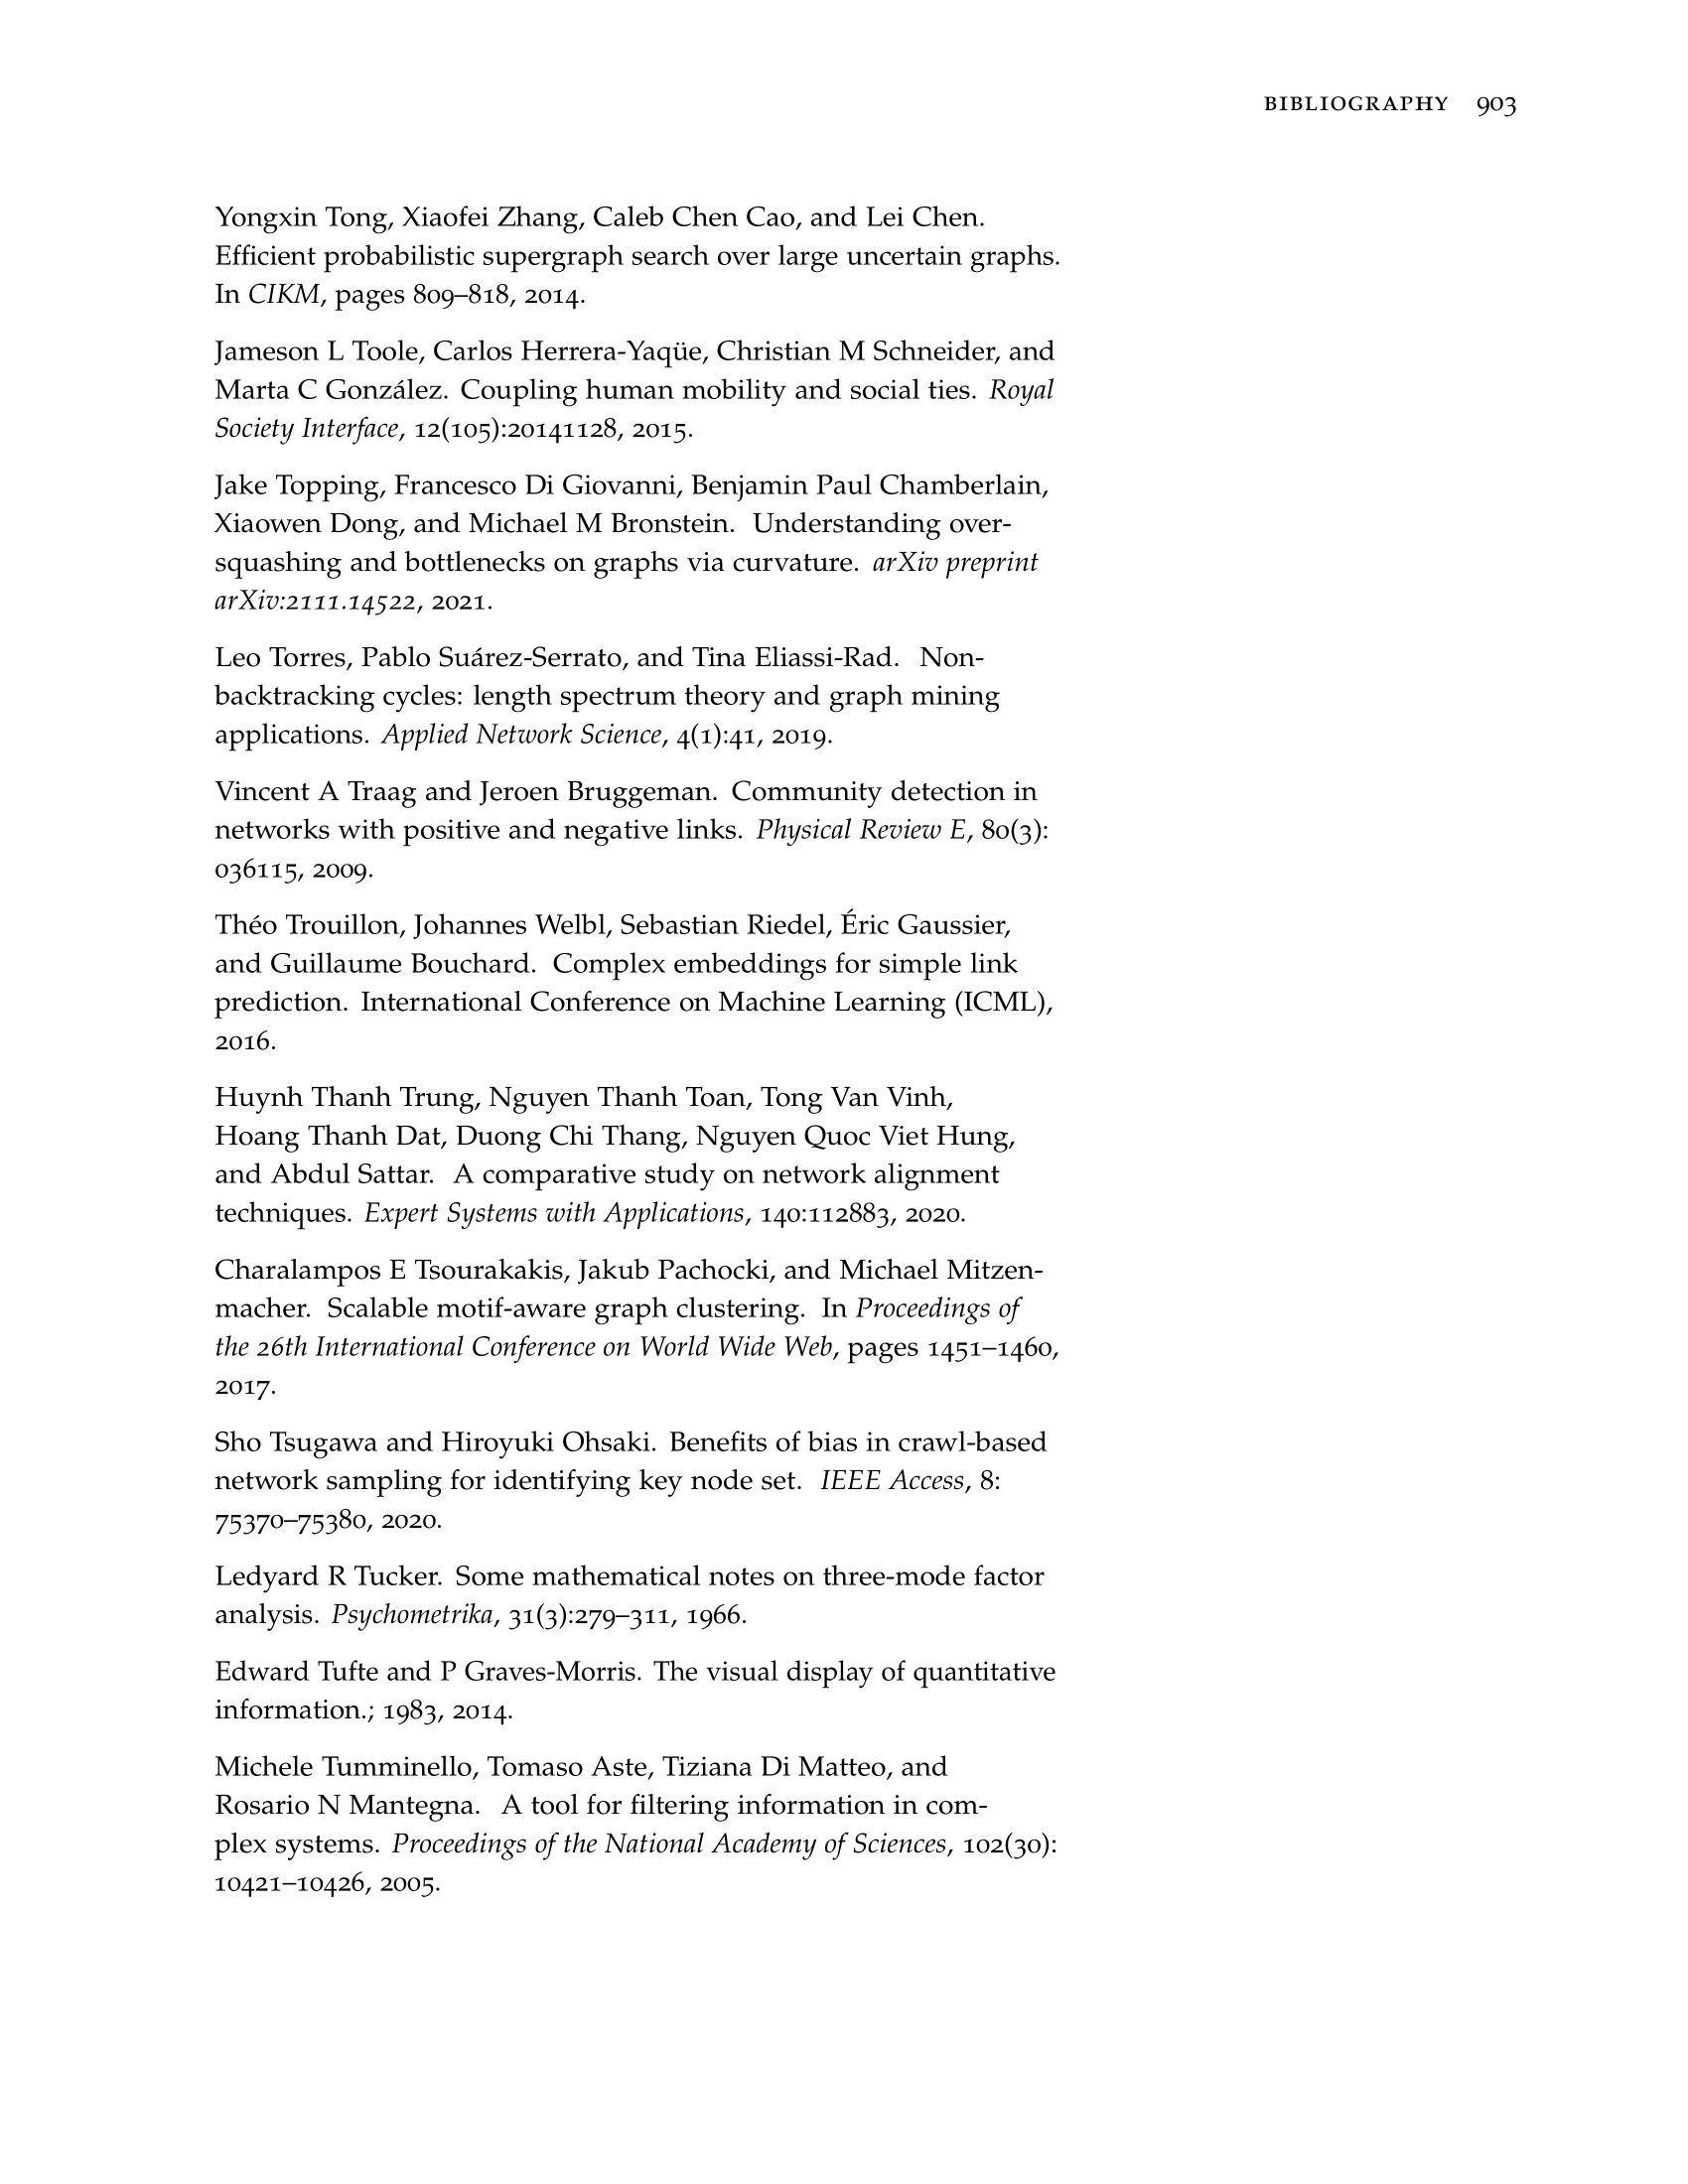 BIBLIOGRAPHY 903
Yongxin Tong, Xiaofei Zhang, Caleb Chen Cao, and Lei Chen.
Efficient probabilistic supergraph search over large uncertain graphs.
In CIKM, pages 809–818, 2014.
Jameson L Toole, Carlos Herrera-Yaqüe, Christian M Schneider, and
Marta C González. Coupling human mobility and social ties. Royal
Society Interface, 12(105):20141128, 2015.
Jake Topping, Francesco Di Giovanni, Benjamin Paul Chamberlain,
Xiaowen Dong, and Michael M Bronstein. Understanding over-
squashing and bottlenecks on graphs via curvature. arXiv preprint
arXiv:2111.14522, 2021.
Leo Torres, Pablo Suárez-Serrato, and Tina Eliassi-Rad. Non-
backtracking cycles: length spectrum theory and graph mining
applications. Applied Network Science, 4(1):41, 2019.
Vincent A Traag and Jeroen Bruggeman. Community detection in
networks with positive and negative links. Physical Review E, 80(3):
036115, 2009.
Théo Trouillon, Johannes Welbl, Sebastian Riedel, Éric Gaussier,
and Guillaume Bouchard. Complex embeddings for simple link
prediction. International Conference on Machine Learning (ICML),
2016.
Huynh Thanh Trung, Nguyen Thanh Toan, Tong Van Vinh,
Hoang Thanh Dat, Duong Chi Thang, Nguyen Quoc Viet Hung,
and Abdul Sattar. A comparative study on network alignment
techniques. Expert Systems with Applications, 140:112883, 2020.
Charalampos E Tsourakakis, Jakub Pachocki, and Michael Mitzen-
macher. Scalable motif-aware graph clustering. In Proceedings of
the 26th International Conference on World Wide Web, pages 1451–1460,
2017.
Sho Tsugawa and Hiroyuki Ohsaki. Benefits of bias in crawl-based
network sampling for identifying key node set. IEEE Access, 8:
75370–75380, 2020.
Ledyard R Tucker. Some mathematical notes on three-mode factor
analysis. Psychometrika, 31(3):279–311, 1966.
Edward Tufte and P Graves-Morris. The visual display of quantitative
information.; 1983, 2014.
Michele Tumminello, Tomaso Aste, Tiziana Di Matteo, and
Rosario N Mantegna. A tool for filtering information in com-
plex systems. Proceedings of the National Academy of Sciences, 102(30):
10421–10426, 2005.